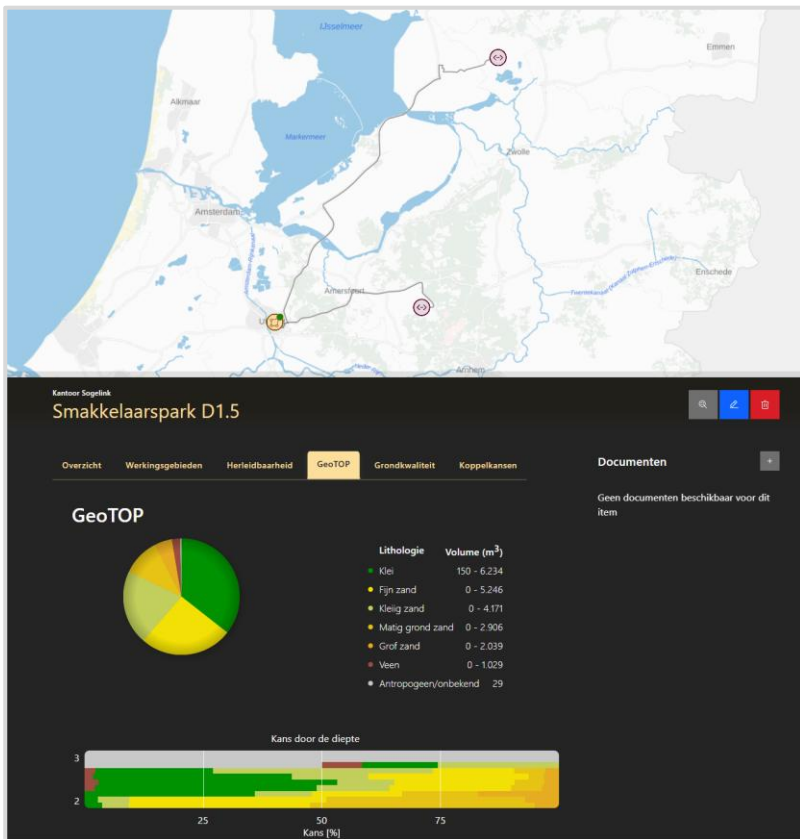 IJsselmeer
Emmen
Alkmaar
Markermeer
Zwolle
Amsterdam
Enschede
Amersfoort
Arnhem
Kantoor Sogelink
Smakkelaarspark D1.5
Overzicht Werkingsgebieden Herleidbaarheid GeoTOP Grondkwaliteit Koppelkansen
Documenten
+
Geen documenten beschikbaar voor dit
item
GeoTOP
Lithologie Volume (m³)
Klei 150 - 6.234
Fijn zand 0 - 5.246
Kleiig zand 0 - 4.171
Matig grond zand 0 - 2.906
Grof zand 0 - 2.039
Veen 0 - 1.029
Antropogeen/onbekend 29
Kans door de diepte
3
2
25 50 75
Kans [%]